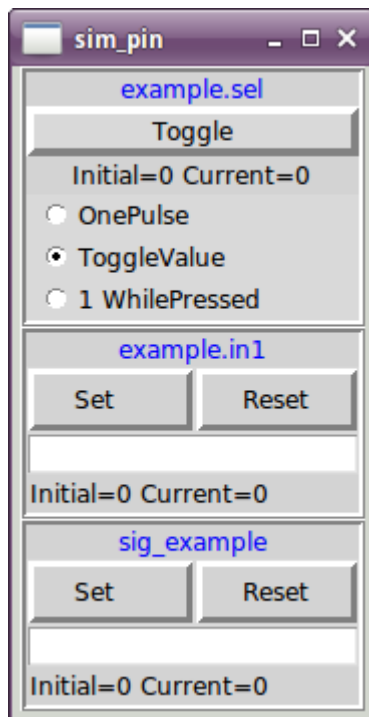 sim_pin
example.sel
Toggle
Initial=0 Current=0
OnePulse
ToggleValue
1 WhilePressed
example.in1
Set Reset
Initial=0 Current=0
sig_example
Set Reset
Initial=0 Current=0